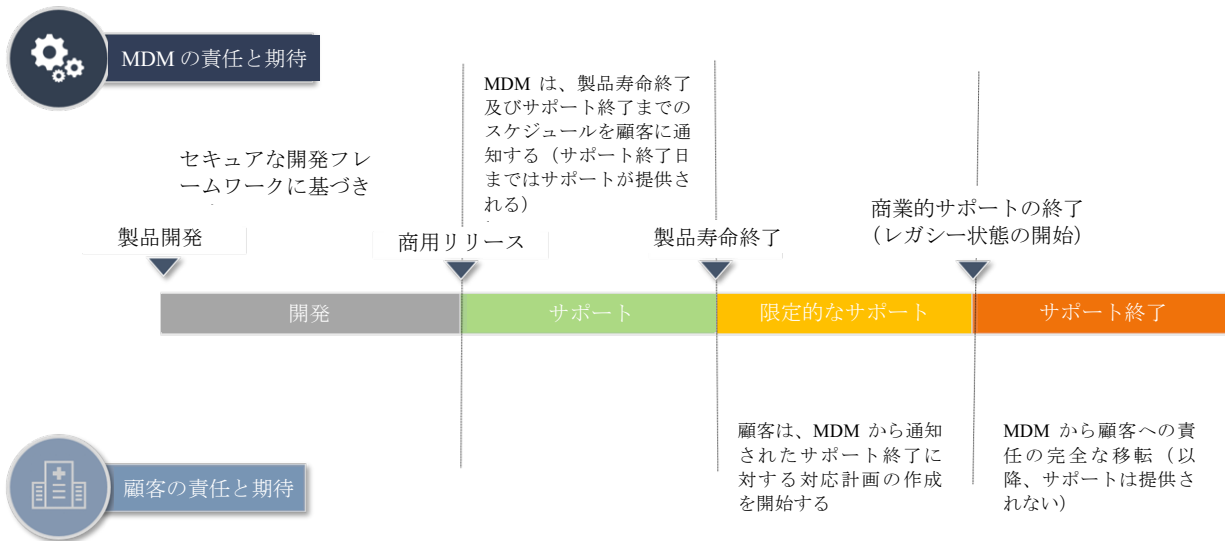 MDM の責任と期待
MDM は、製品寿命終了
及びサポート終了までの
スケジュールを顧客に通
知する（サポート終了日
まではサポートが提供さ
れる）
セキュアな開発フレ
ームワークに基づき
製品開発
商用リリース
製品寿命終了
商業的サポートの終了
（レガシー状態の開始）
開発
サポート
限定的なサポート
サポート終了
顧客の責任と期待
顧客は、MDM から通知
されたサポート終了に
対する対応計画の作成
を開始する
MDM から顧客への責
任の完全な移転（以
降、サポートは提供さ
れない）